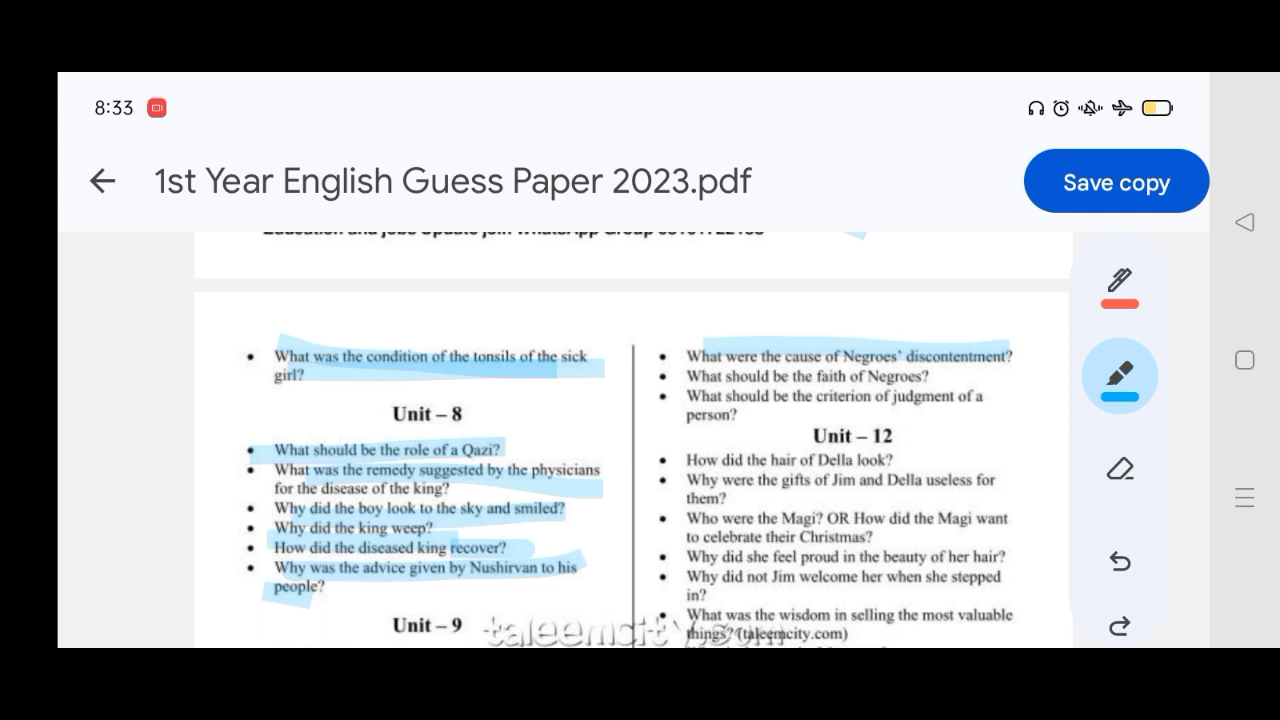 8:33
1st Year English Guess Paper 2023.pdf
Save copy
• What was the condition of the tonsils of the sick
girl?
Unit – 8
• What should be the role of a Qazi?
• What was the remedy suggested by the physicians
for the disease of the king?
• Why did the boy look to the sky and smiled?
• Why did the king weep?
• How did the diseased king recover?
• Why was the advice given by Nushirvan to his
people?
Unit – 9
• What were the cause of Negroes' discontentment?
• What should be the faith of Negroes?
• What should be the criterion of judgment of a
person?
Unit – 12
• How did the hair of Della look?
• Why were the gifts of Jim and Della useless for
them?
• Who were the Magi? OR How did the Magi want
to celebrate their Christmas?
• Why did she feel proud in the beauty of her hair?
• Why did not Jim welcome her when she stepped
in?
• What was the wisdom in selling the most valuable
things? (taleemcity.com)
taleemcity.com